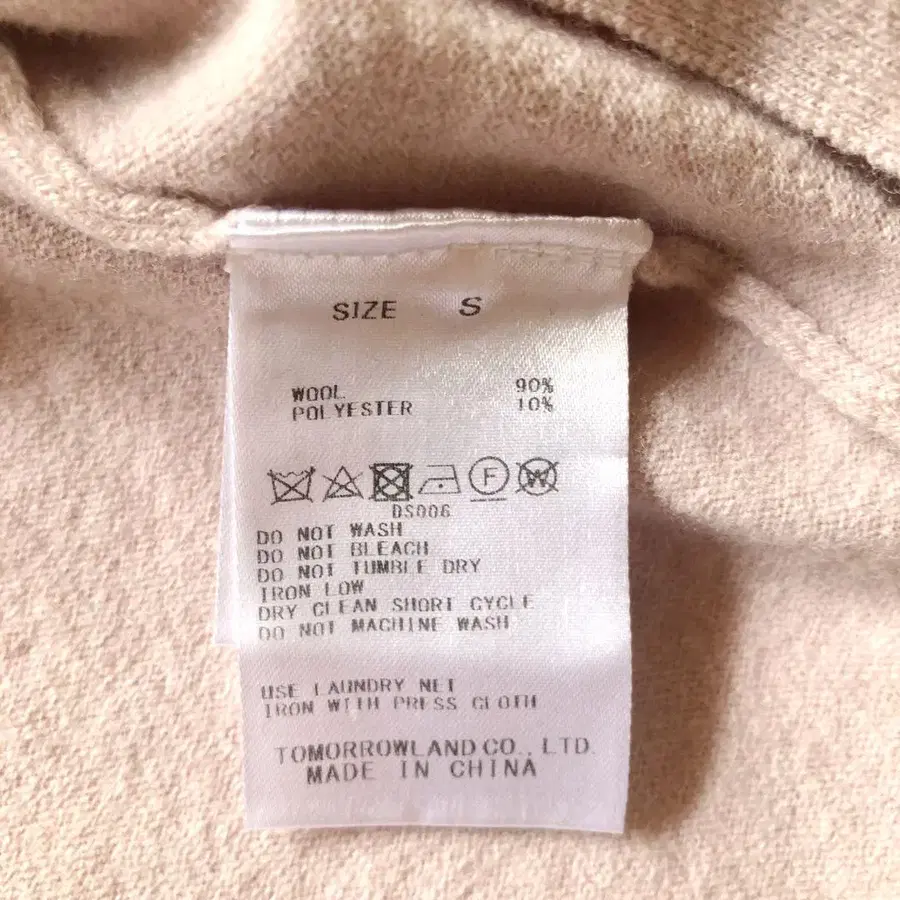 SIZE S
WOOL 90%
POLYESTER 10%
F W
DS006
DO NOT WASH
DO NOT BLEACH
DO NOT TUMBLE DRY
IRON LOW
DRY CLEAN SHORT CYCLE
DO NOT MACHINE WASH
USE LAUNDRY NET
IRON WITH PRESS CLOTH
TOMORROWLAND CO., LTD.
MADE IN CHINA